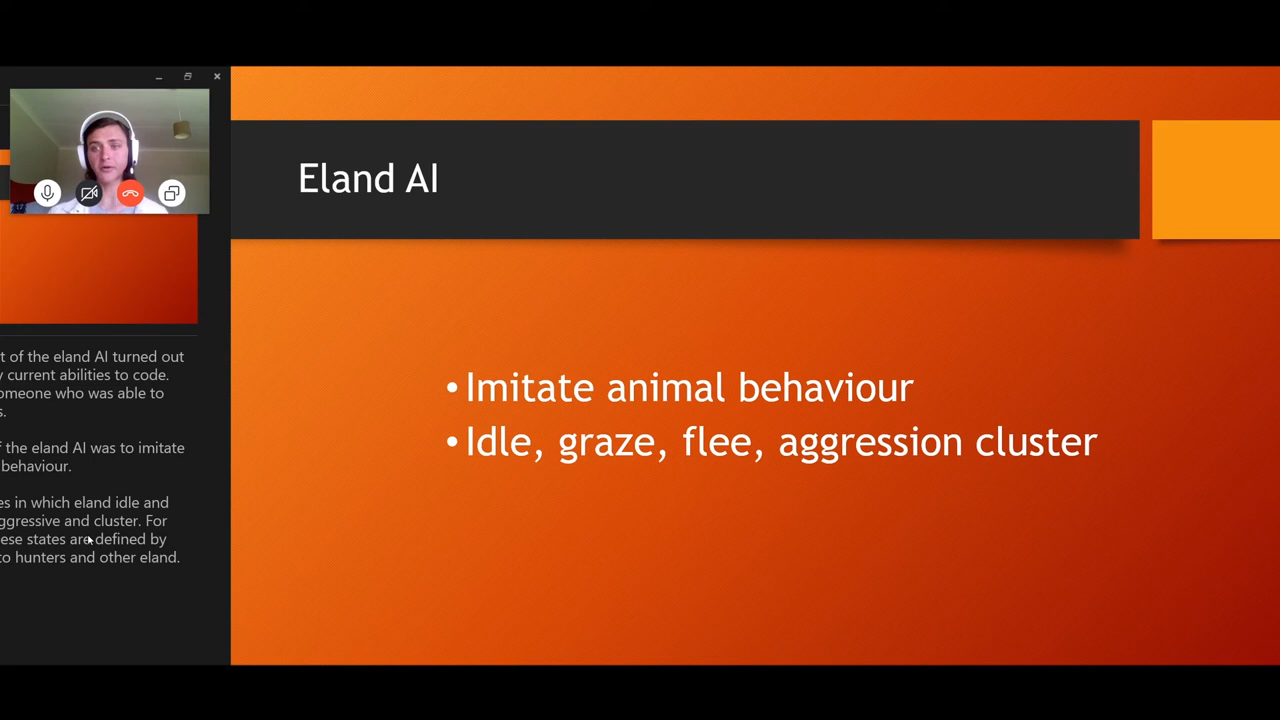 Eland AI
• Imitate animal behaviour
• Idle, graze, flee, aggression cluster
t of the eland AI turned out
current abilities to code.
omeone who was able to
s.
f the eland AI was to imitate
behaviour.
es in which eland idle and
ggressive and cluster. For
ese states are defined by
to hunters and other eland.